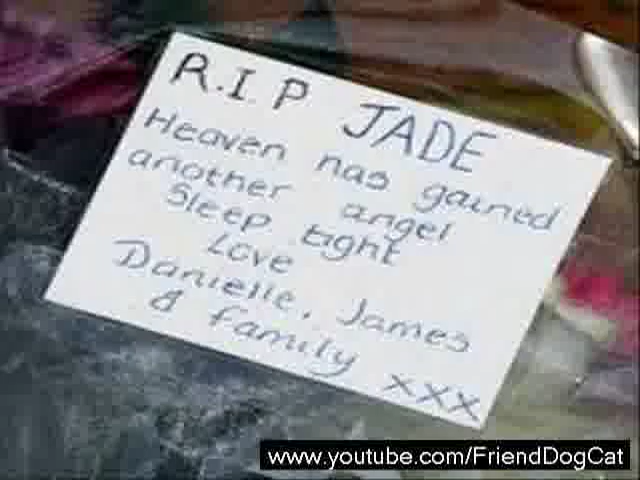 R.I.P JADE
Heaven has gained
another angel
Sleep tight
Love
Danielle, James
& family xxx
www.youtube.com/FriendDogCat